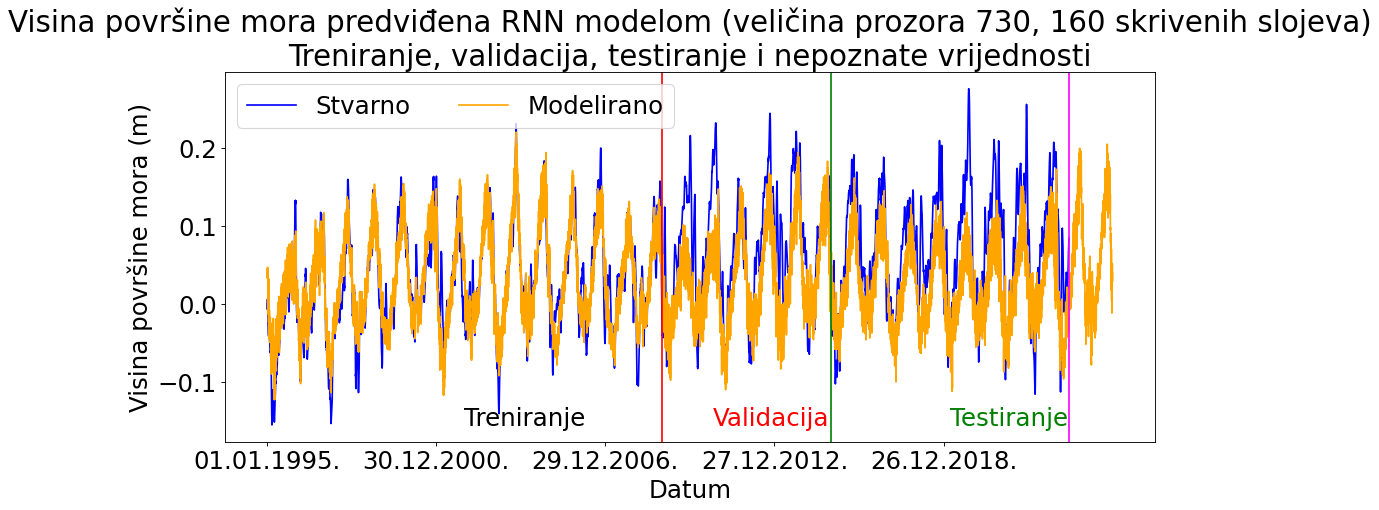 Visina površine mora predviđena RNN modelom (veličina prozora 730, 160 skrivenih slojeva)
Treniranje, validacija, testiranje i nepoznate vrijednosti
Stvarno Modelirano
Visina površine mora (m)
0.2
0.1
0.0
−0.1
Treniranje Validacija Testiranje
01.01.1995. 30.12.2000. 29.12.2006. 27.12.2012. 26.12.2018.
Datum